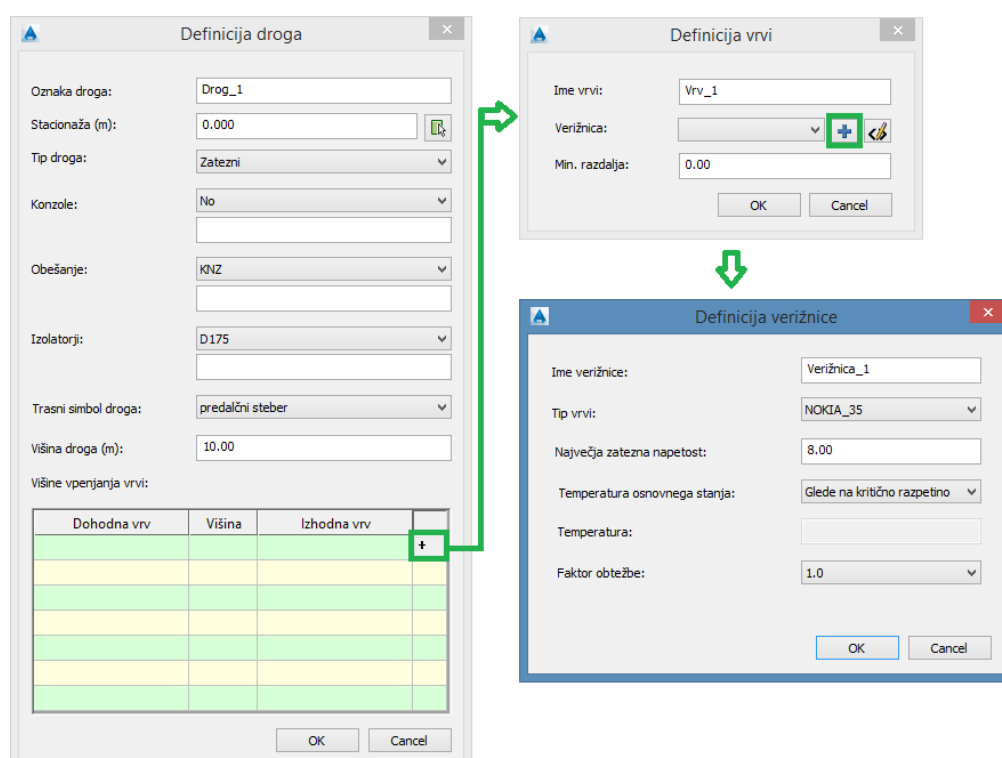 Definicija droga
Oznaka droga: Drog_1
Stacionaža (m): 0.000
Tip droga: Zatezni
Konzole: No
Obešanje: KNZ
Izolatorji: D175
Trasni simbol droga: predalčni steber
Višina droga (m): 10.00
Višine vpenjanja vrvi:
Dohodna vrv Višina Izhodna vrv
+
OK Cancel
Definicija vrvi
Ime vrvi: Vrv_1
Verižnica:
Min. razdalja: 0.00
OK Cancel
Definicija verižnice
Ime verižnice: Verižnica_1
Tip vrvi: NOKIA_35
Največja zatezna napetost: 8.00
Temperatura osnovnega stanja: Glede na kritično razpetino
Temperatura:
Faktor obtežbe: 1.0
OK Cancel